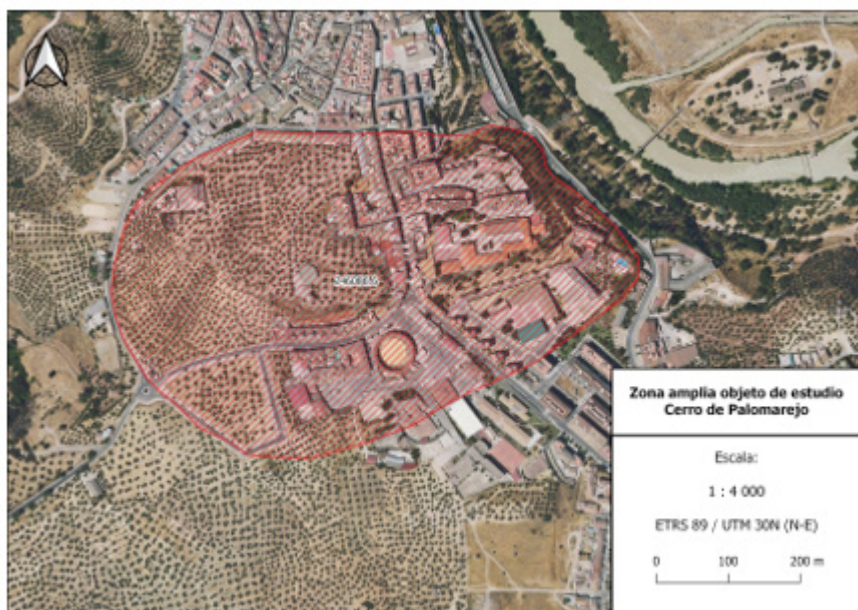 Zona amplia objeto de estudio
Cerro de Palomarejo
Escala:
1 : 4 000
ETRS 89 / UTM 30N (N-E)
0 100 200 m